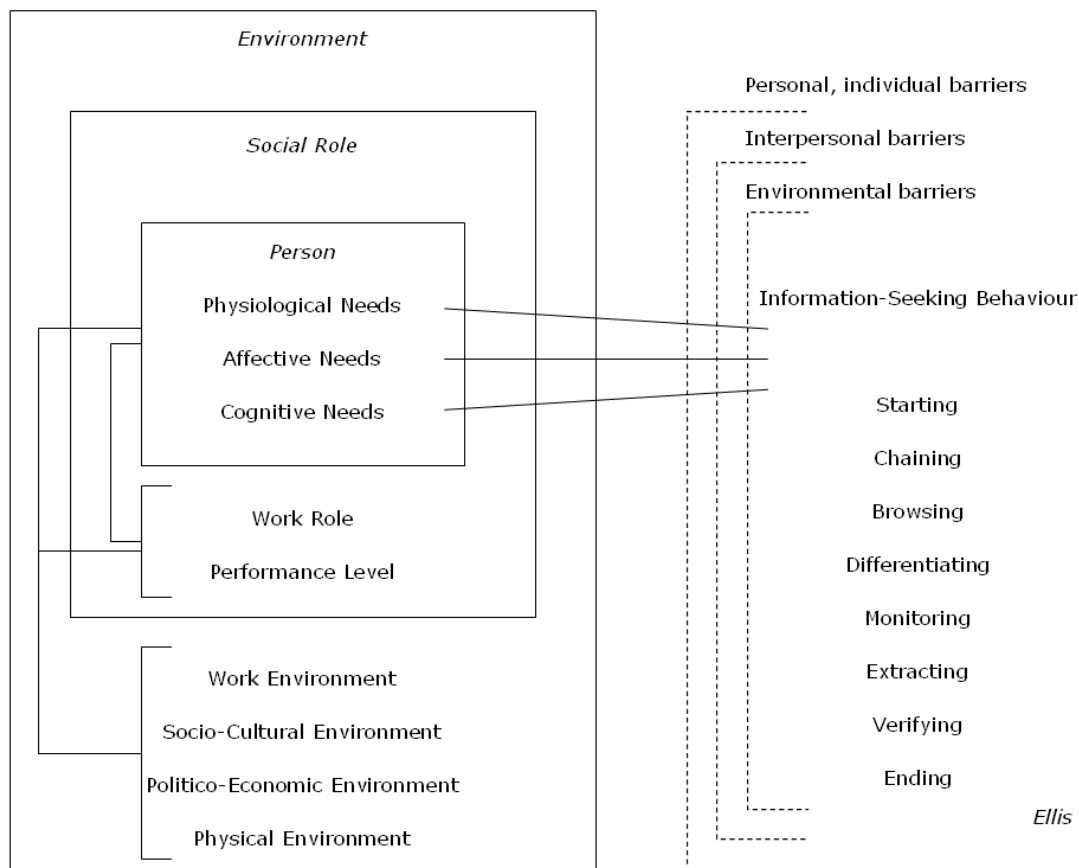 Environment
Social Role
Person
Physiological Needs
Affective Needs
Cognitive Needs
Work Role
Performance Level
Work Environment
Socio-Cultural Environment
Politico-Economic Environment
Physical Environment
Personal, individual barriers
Interpersonal barriers
Environmental barriers
Information-Seeking Behaviour
Starting
Chaining
Browsing
Differentiating
Monitoring
Extracting
Verifying
Ending
Ellis